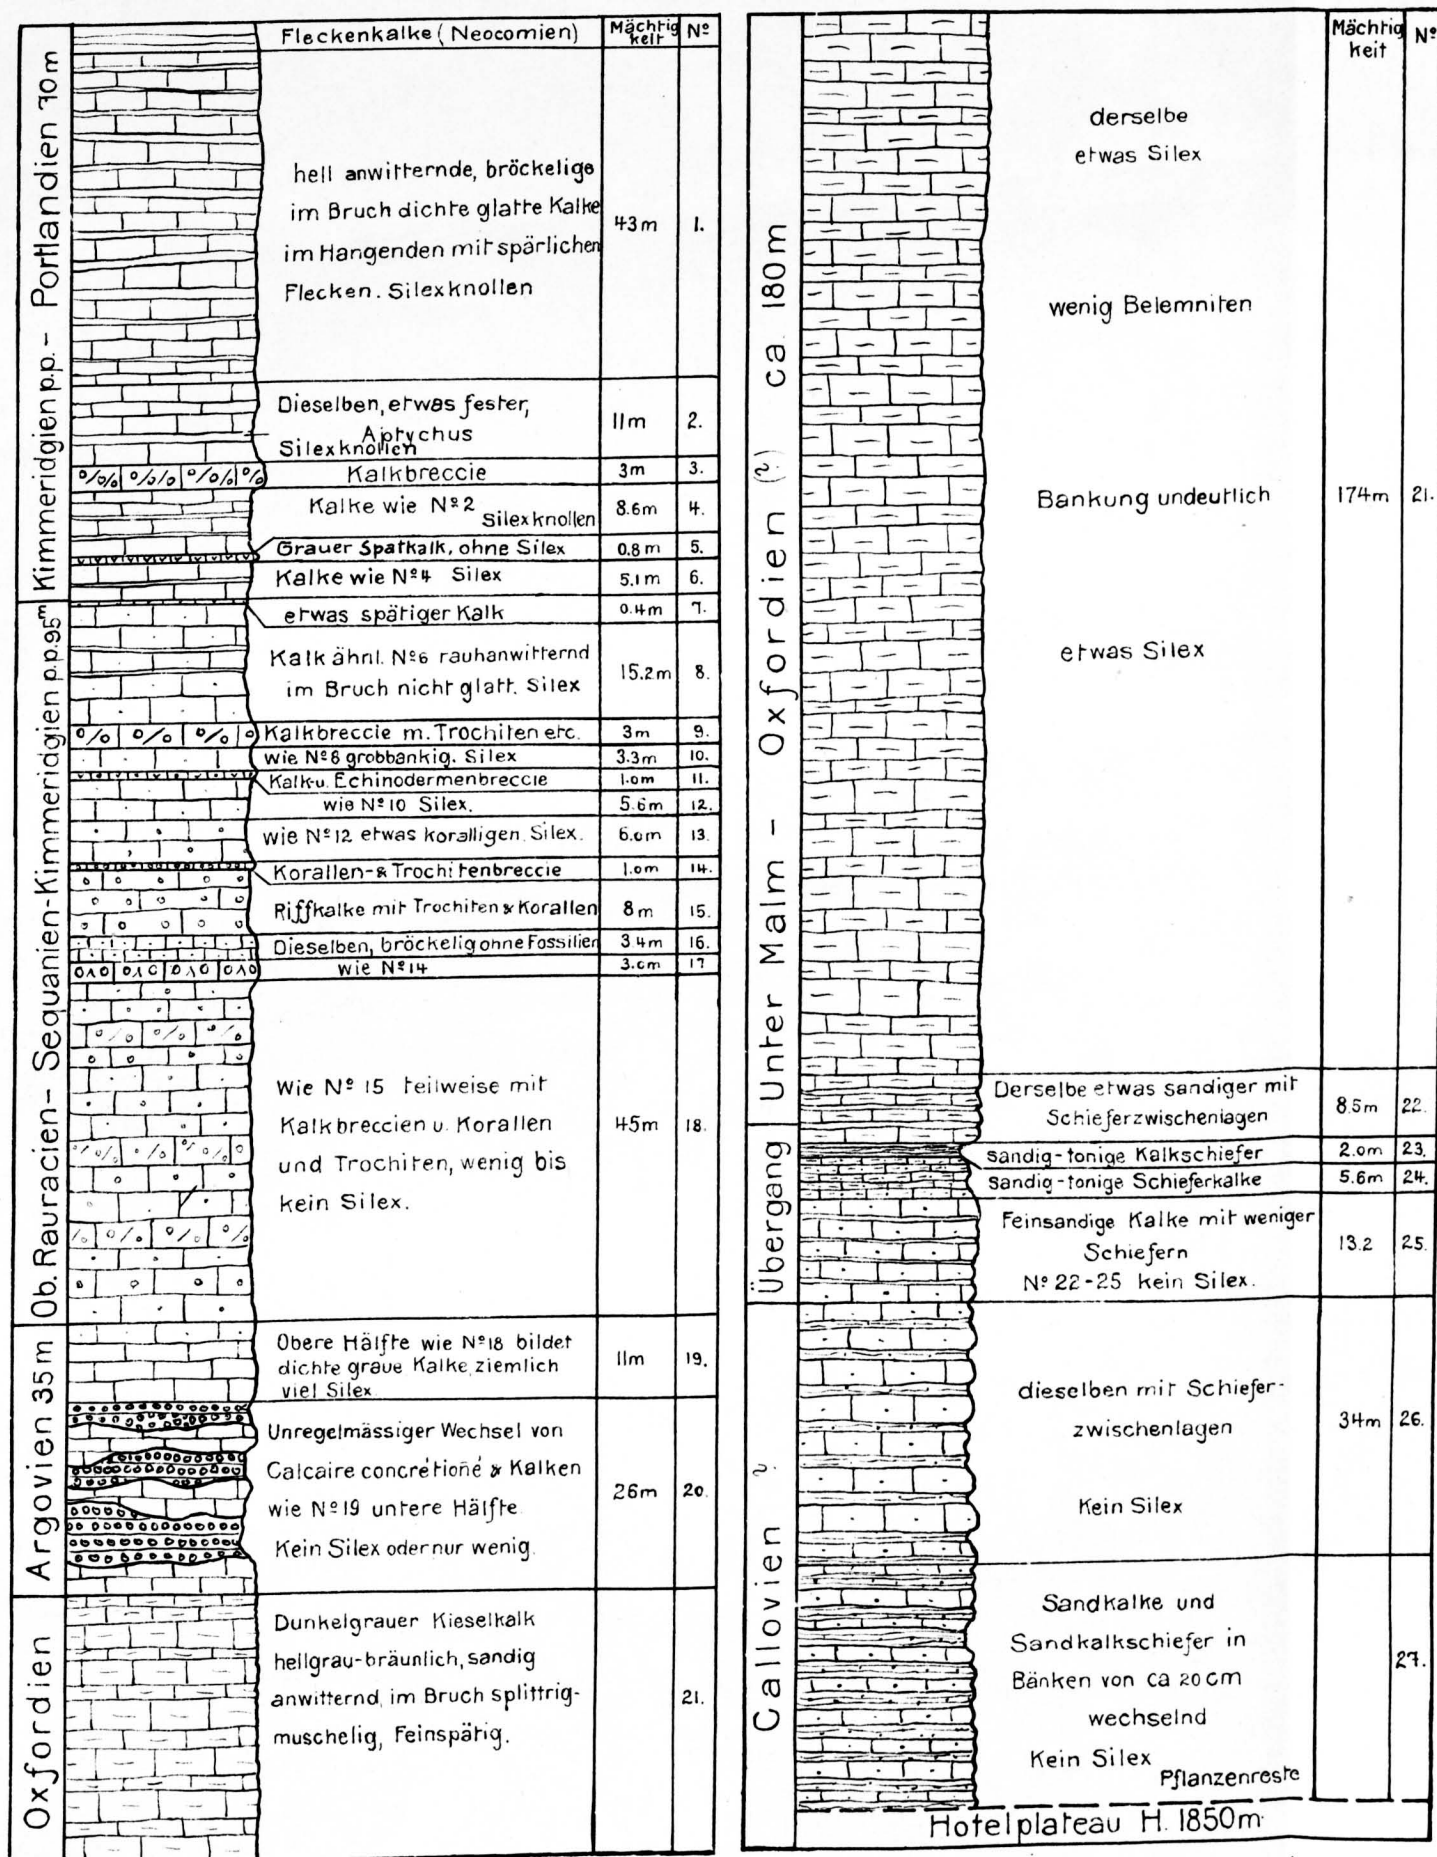 Fleckenkalke (Neocomien)
Mächtig
keit
Nº
Kimmeridgien p.p. - Portlandien 70m
hell anwitternde, bröckelige
im Bruch dichte glatte Kalke
im Hangenden mit spärlichen
Flecken. Silexknollen
43m
1.
Dieselben, etwas fester,
Aptychus
Silexknollen
11m
2.
Kalkbreccie
3m
3.
Kalke wie Nº 2
Silexknollen
8.6m
4.
Grauer Spatkalk, ohne Silex
0.8m
5.
Kalke wie Nº4 Silex
5.1m
6.
Ob. Rauracien - Sequanien-Kimmeridgien p.p. 95m
etwas spätiger Kalk
0.4m
7.
Kalk ähnl. Nº6 rauhanwitternd
im Bruch nicht glatt. Silex
15.2m
8.
Kalkbreccie m. Trochiten etc.
3m
9.
wie Nº8 grobbankig. Silex
3.3m
10.
Kalk-u. Echinodermenbreccie
1.0m
11.
wie Nº10 Silex.
5.6m
12.
wie Nº12 etwas koralligen. Silex.
6.0m
13.
Korallen-& Trochitenbreccie
1.0m
14.
Riffkalke mit Trochiten & Korallen
8m
15.
Dieselben, bröckelig ohne Fossilien
3.4m
16.
wie Nº14
3.0m
17
Wie Nº 15 teilweise mit
Kalkbreccien u. Korallen
und Trochiten, wenig bis
kein Silex.
45m
18.
Argovien 35m
Obere Hälfte wie Nº18 bildet
dichte graue Kalke, ziemlich
viel Silex
11m
19.
Unregelmässiger Wechsel von
Calcaire concrétioné & Kalken
wie Nº19 untere Hälfte
Kein Silex oder nur wenig.
26m
20.
Oxfordien
Dunkelgrauer Kieselkalk
hellgrau-bräunlich, sandig
anwitternd, im Bruch splittrig-
muschelig, Feinspätig.
21.
Mächtig
keit
Nº
Unter Malm - Oxfordien (?) ca. 180m
derselbe
etwas Silex
wenig Belemniten
Bankung undeutlich
174m
21.
etwas Silex
Derselbe etwas sandiger mit
Schieferzwischenlagen
8.5m
22.
Übergang
sandig-tonige Kalkschiefer
2.0m
23.
sandig-tonige Schieferkalke
5.6m
24.
Feinsandige Kalke mit weniger
Schiefern
Nº 22-25 kein Silex.
13.2
25.
Callovien ?
dieselben mit Schiefer-
zwischenlagen
Kein Silex
34m
26.
Sandkalke und
Sandkalkschiefer in
Bänken von ca 20cm
wechselnd
Kein Silex
Pflanzenreste
27.
Hotelplateau H. 1850m